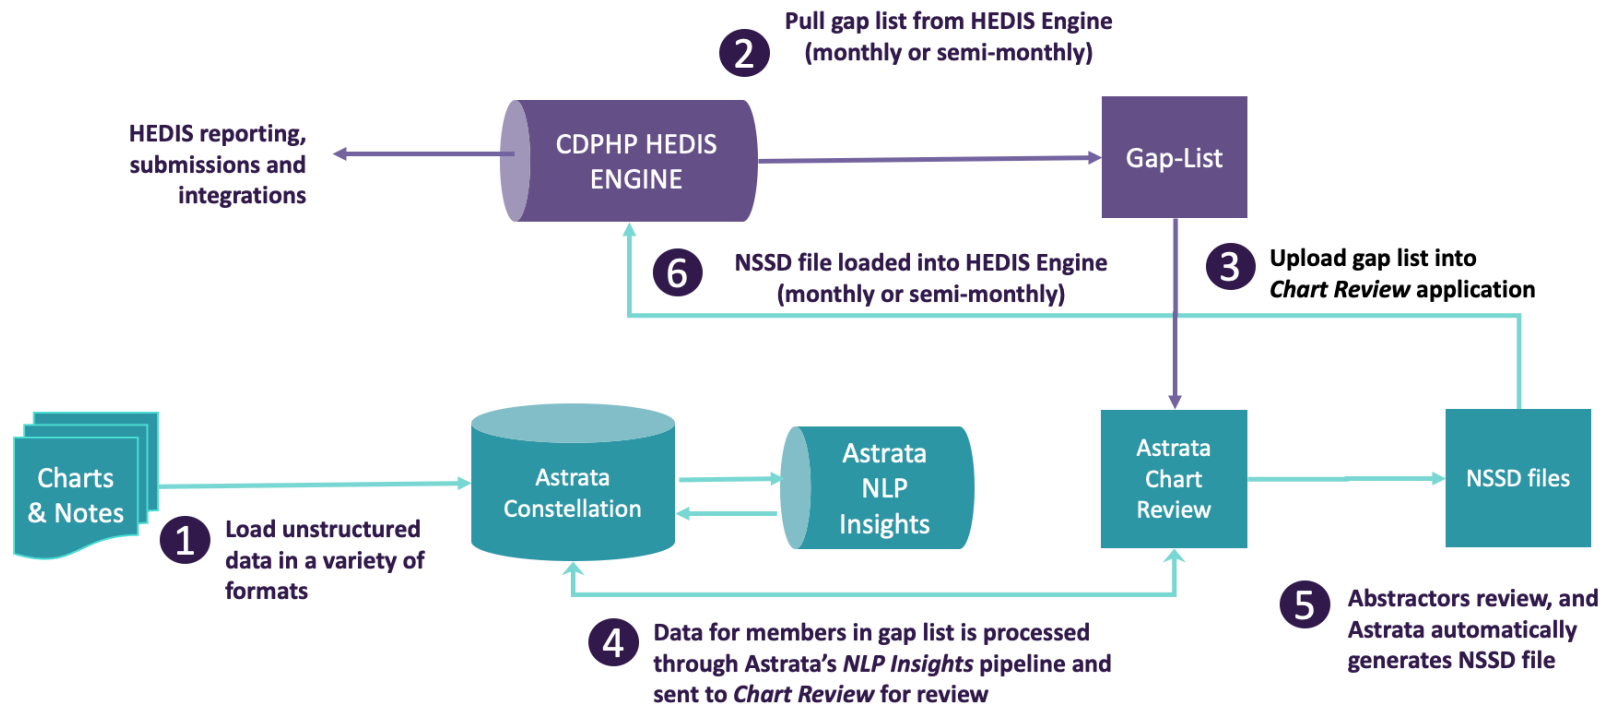 2
Pull gap list from HEDIS Engine
(monthly or semi-monthly)
HEDIS reporting,
submissions and
integrations
CDPHP HEDIS
ENGINE
Gap-List
6
NSSD file loaded into HEDIS Engine
(monthly or semi-monthly)
3
Upload gap list into
Chart Review application
Charts
& Notes
1
Load unstructured
data in a variety of
formats
Astrata
Constellation
Astrata
NLP
Insights
Astrata
Chart
Review
NSSD files
4
Data for members in gap list is processed
through Astrata’s NLP Insights pipeline and
sent to Chart Review for review
5
Abstractors review, and
Astrata automatically
generates NSSD file